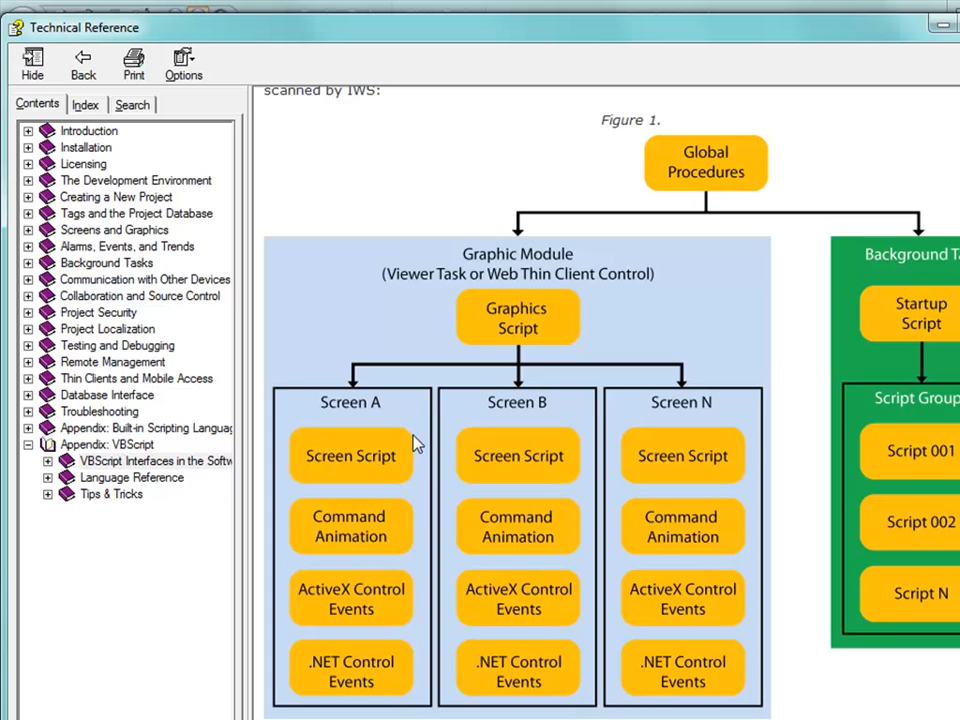 Technical Reference
Hide
Back
Print
Options
Contents
Index
Search
Introduction
Installation
Licensing
The Development Environment
Creating a New Project
Tags and the Project Database
Screens and Graphics
Alarms, Events, and Trends
Background Tasks
Communication with Other Devices
Collaboration and Source Control
Project Security
Project Localization
Testing and Debugging
Remote Management
Thin Clients and Mobile Access
Database Interface
Troubleshooting
Appendix: Built-in Scripting Languag
Appendix: VBScript
VBScript Interfaces in the Softw
Language Reference
Tips & Tricks
scanned by IWS:
Figure 1.
Global
Procedures
Graphic Module
(Viewer Task or Web Thin Client Control)
Graphics
Script
Screen A
Screen Script
Command
Animation
ActiveX Control
Events
.NET Control
Events
Screen B
Screen Script
Command
Animation
ActiveX Control
Events
.NET Control
Events
Screen N
Screen Script
Command
Animation
ActiveX Control
Events
.NET Control
Events
Background Ta
Startup
Script
Script Group
Script 001
Script 002
Script N